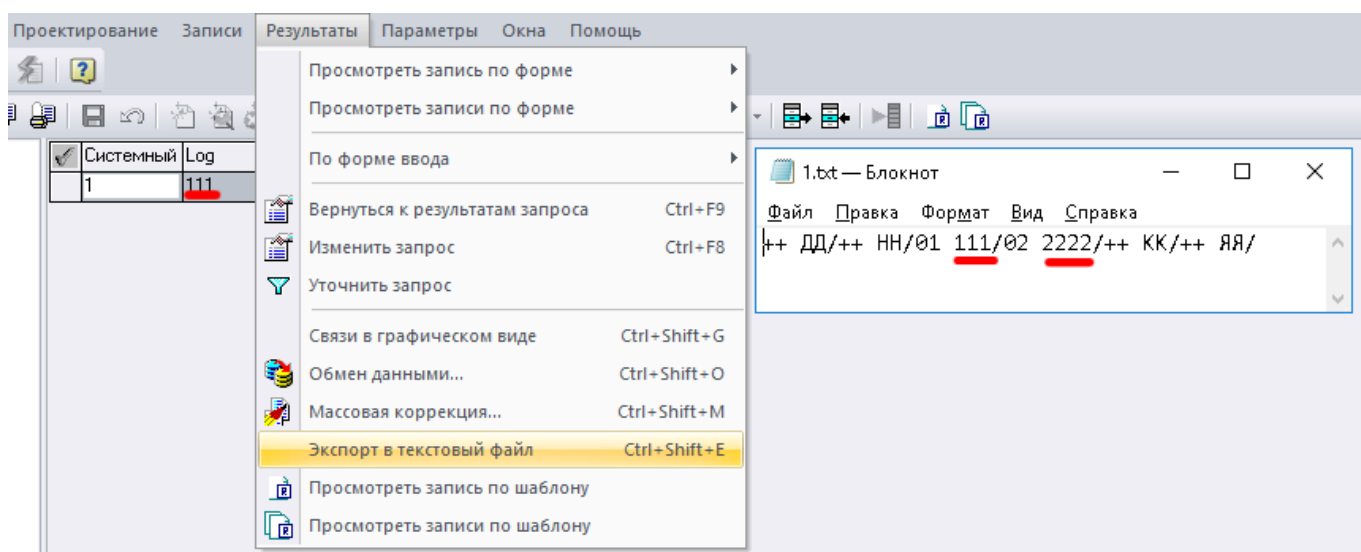 Проектирование Записи Результаты Параметры Окна Помощь
Просмотреть запись по форме
Просмотреть записи по форме
По форме ввода
Вернуться к результатам запроса Ctrl+F9
Изменить запрос Ctrl+F8
Уточнить запрос
Связи в графическом виде Ctrl+Shift+G
Обмен данными... Ctrl+Shift+O
Массовая коррекция... Ctrl+Shift+M
Экспорт в текстовый файл Ctrl+Shift+E
Просмотреть запись по шаблону
Просмотреть записи по шаблону
Системный Log
1 111
1.txt — Блокнот
Файл Правка Формат Вид Справка
++ ДД/++ НН/01 111/02 2222/++ КК/++ ЯЯ/